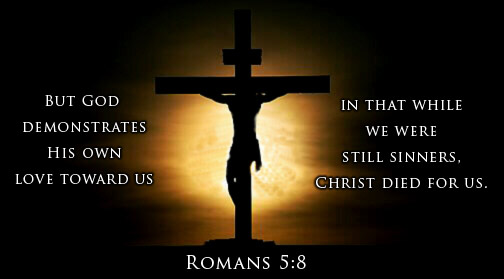 But God
demonstrates
His own
love toward us
in that while
we were
still sinners,
Christ died for us.
Romans 5:8